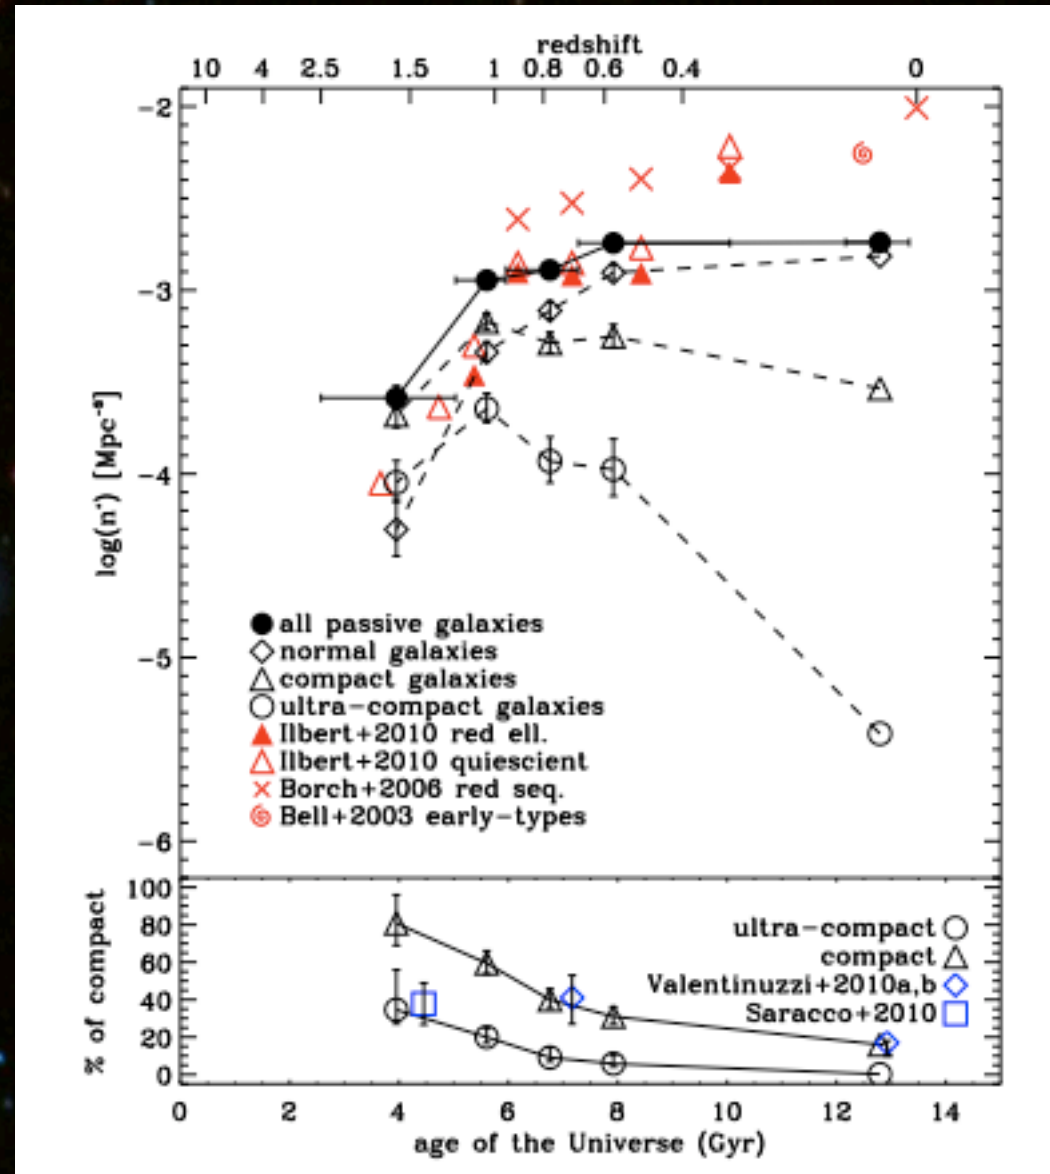 redshift
10 4 2.5 1.5 1 0.8 0.6 0.4 0
-2
-3
-4
-5
-6
log(n*) [Mpc⁻³]
all passive galaxies
normal galaxies
compact galaxies
ultra-compact galaxies
Ilbert+2010 red ell.
Ilbert+2010 quiescient
Borch+2006 red seq.
Bell+2003 early-types
100
80
60
40
20
0
% of compact
ultra-compact
compact
Valentinuzzi+2010a,b
Saracco+2010
0 2 4 6 8 10 12 14
age of the Universe (Gyr)